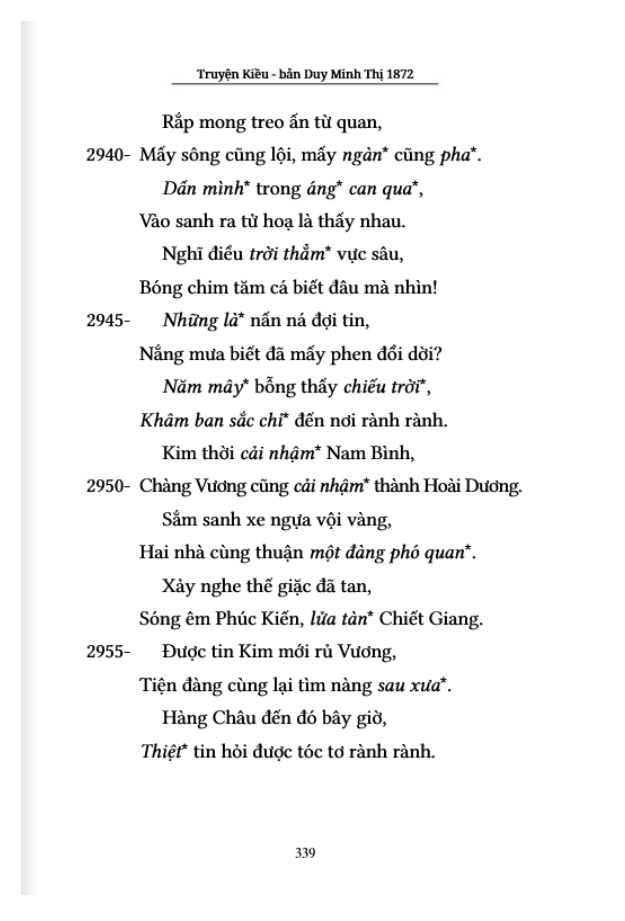 Truyện Kiều - bản Duy Minh Thị 1872
Rắp mong treo ấn từ quan,
2940- Mấy sông cũng lội, mấy ngàn* cũng pha*.
Dấn mình* trong áng* can qua*,
Vào sanh ra tử hoạ là thấy nhau.
Nghĩ điều trời thẳm* vực sâu,
Bóng chim tăm cá biết đâu mà nhìn!
2945- Những là* nấn ná đợi tin,
Nắng mưa biết đã mấy phen đổi dời?
Năm mây* bỗng thấy chiếu trời*,
Khâm ban sắc chỉ* đến nơi rành rành.
Kim thời cải nhậm* Nam Bình,
2950- Chàng Vương cũng cải nhậm* thành Hoài Dương.
Sắm sanh xe ngựa vội vàng,
Hai nhà cùng thuận một đàng phó quan*.
Xảy nghe thế giặc đã tan,
Sóng êm Phúc Kiến, lửa tàn* Chiết Giang.
2955- Được tin Kim mới rủ Vương,
Tiện đàng cùng lại tìm nàng sau xưa*.
Hàng Châu đến đó bây giờ,
Thiệt* tin hỏi được tóc tơ rành rành.
339